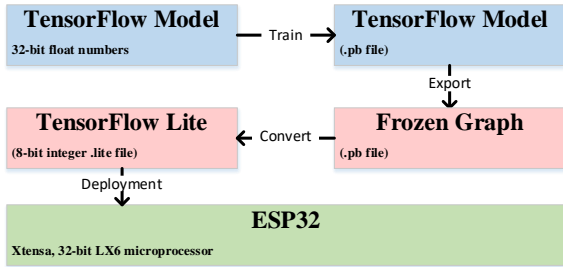 TensorFlow Model
32-bit float numbers
Train
TensorFlow Model
(.pb file)
Export
TensorFlow Lite
(8-bit integer .lite file)
Convert
Frozen Graph
(.pb file)
Deployment
ESP32
Xtensa, 32-bit LX6 microprocessor